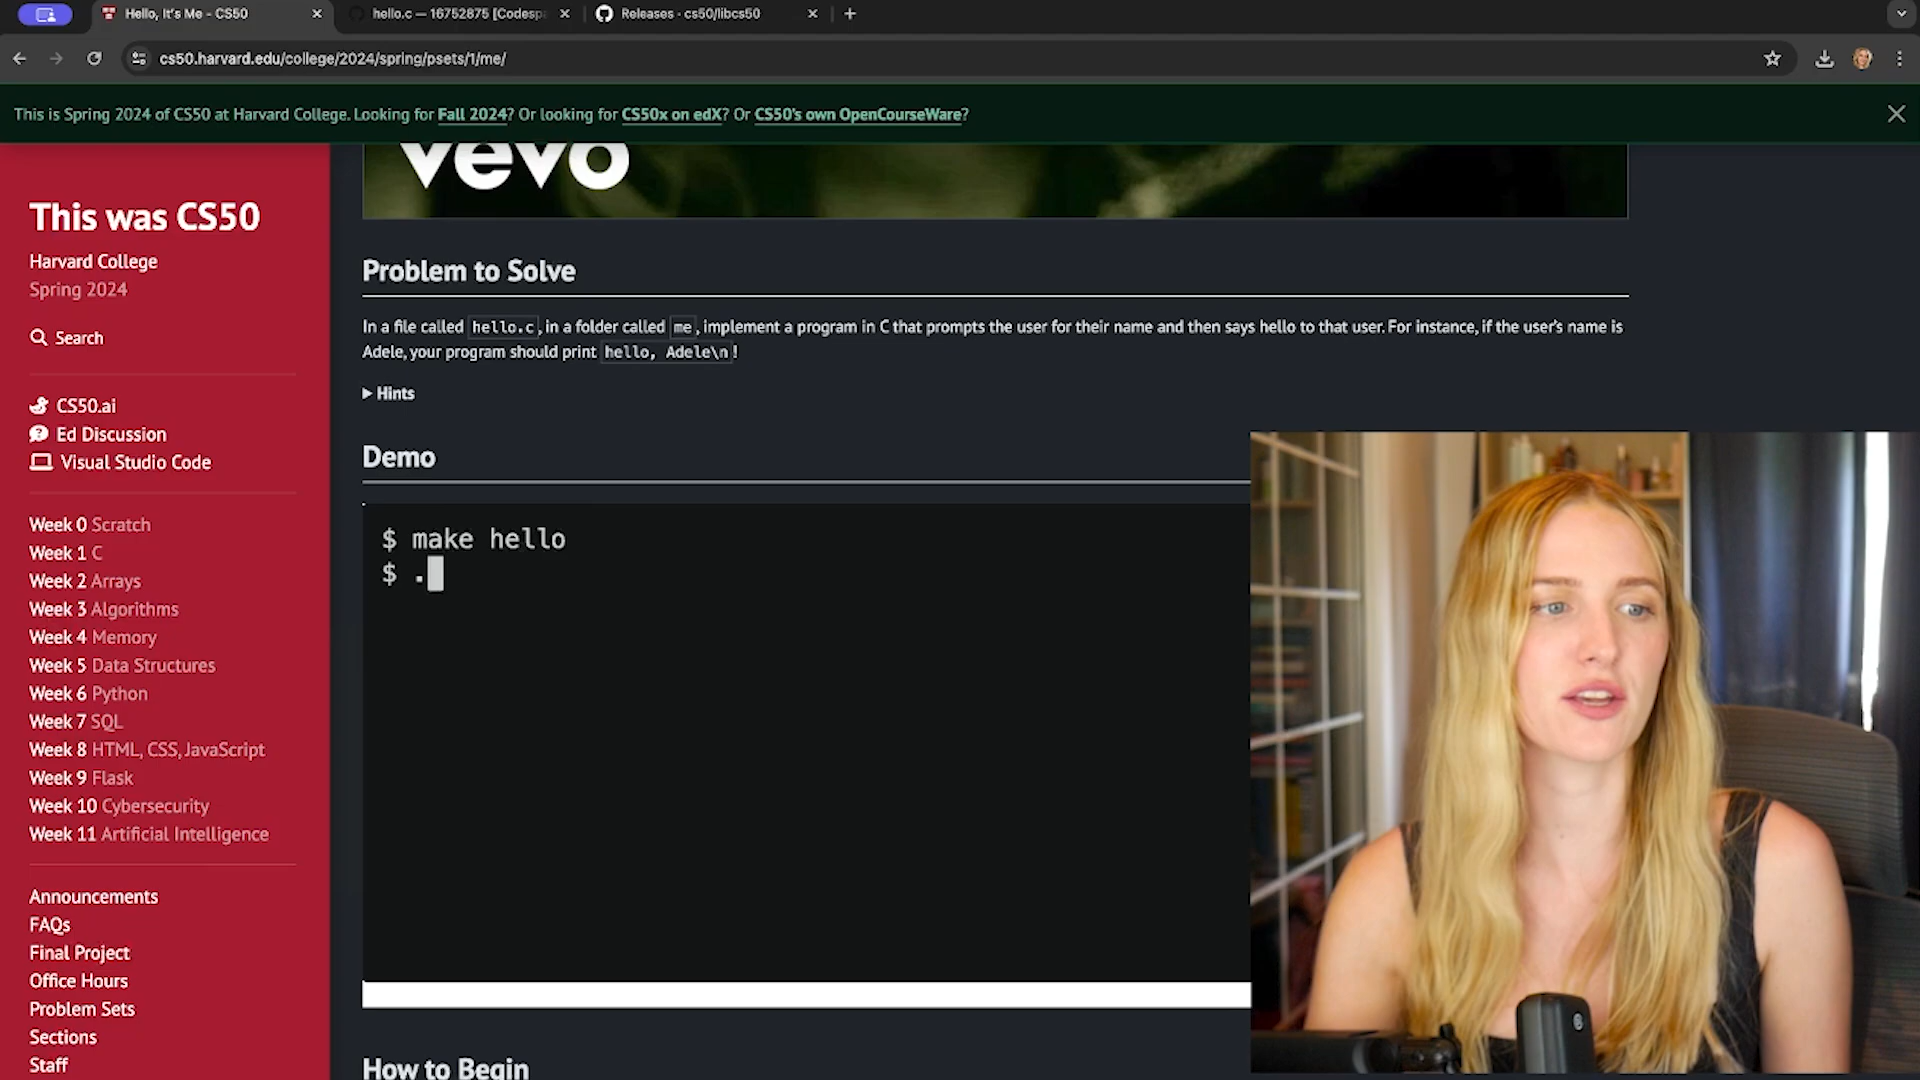 Hello, It's Me - CS50
hello.c — 16752875 [Codespa
Releases · cs50/libcs50
cs50.harvard.edu/college/2024/spring/psets/1/me/
This is Spring 2024 of CS50 at Harvard College. Looking for Fall 2024? Or looking for CS50x on edX? Or CS50's own OpenCourseWare?
vevo
This was CS50
Harvard College
Spring 2024
Search
CS50.ai
Ed Discussion
Visual Studio Code
Week 0 Scratch
Week 1 C
Week 2 Arrays
Week 3 Algorithms
Week 4 Memory
Week 5 Data Structures
Week 6 Python
Week 7 SQL
Week 8 HTML, CSS, JavaScript
Week 9 Flask
Week 10 Cybersecurity
Week 11 Artificial Intelligence
Announcements
FAQs
Final Project
Office Hours
Problem Sets
Sections
Staff
Problem to Solve
In a file called hello.c, in a folder called me, implement a program in C that prompts the user for their name and then says hello to that user. For instance, if the user's name is
Adele, your program should print hello, Adele\n!
Hints
Demo
$ make hello
$ .
How to Begin